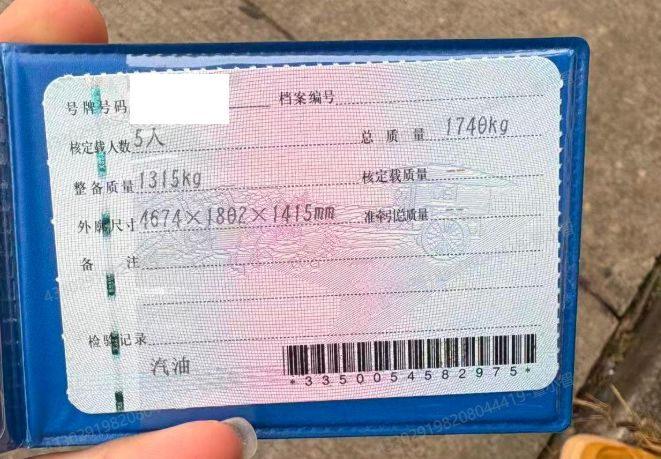 号牌号码 档案编号
核定载人数 5人 总质量 1740kg
整备质量 1315kg 核定载质量 --
外廓尺寸 4674×1802×1415mm 准牵引总质量 --
备注
检验记录
汽油
*3350054582975*